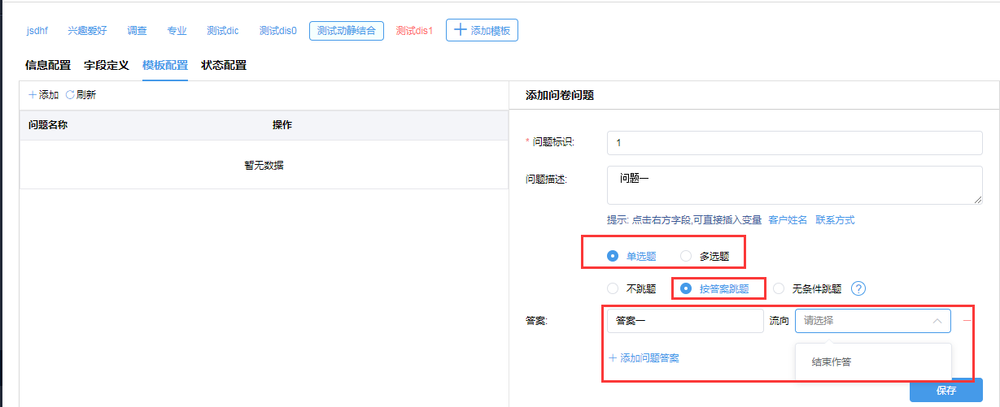 jsdhf 兴趣爱好 调查 专业 测试dic 测试dis0 测试动静结合 测试dis1 添加模板
信息配置 字段定义 模板配置 状态配置
添加 刷新
问题名称 操作
暂无数据
添加问卷问题
* 问题标识: 1
问题描述: 问题一
提示: 点击右方字段,可直接插入变量 客户姓名 联系方式
单选题 多选题
不跳题 按答案跳题 无条件跳题 ?
答案: 答案一 流向 请选择
+ 添加问题答案
结束作答
保存